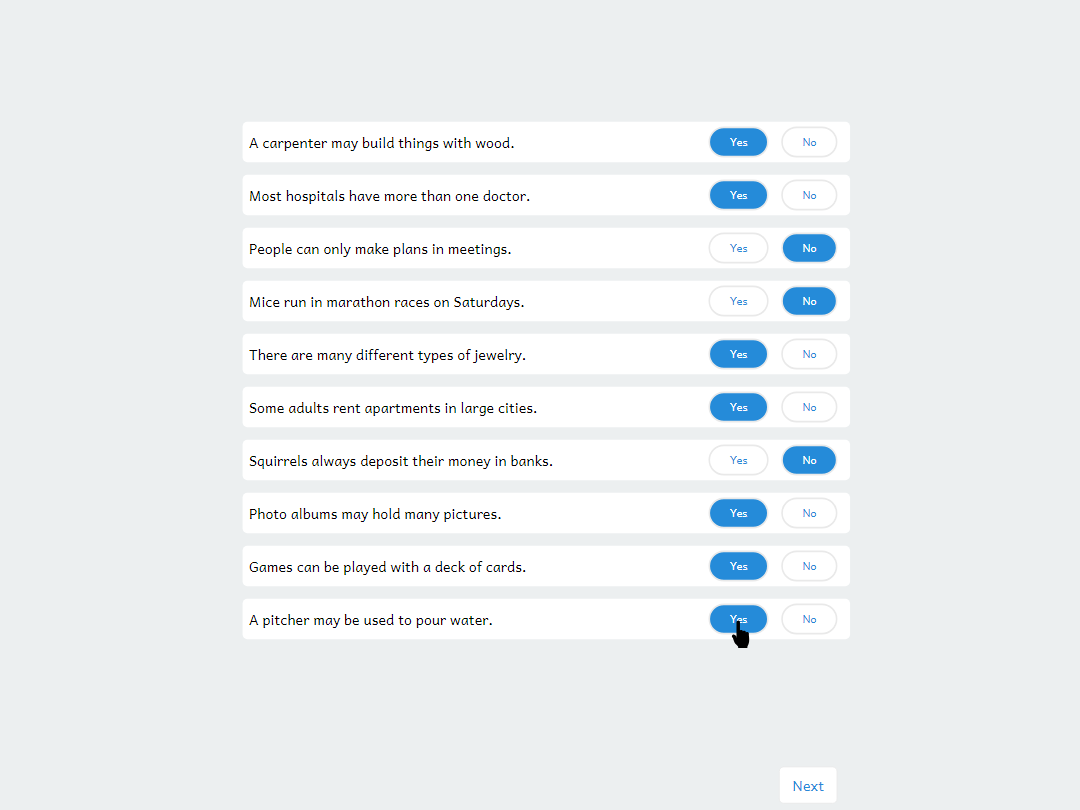 A carpenter may build things with wood. Yes No
Most hospitals have more than one doctor. Yes No
People can only make plans in meetings. Yes No
Mice run in marathon races on Saturdays. Yes No
There are many different types of jewelry. Yes No
Some adults rent apartments in large cities. Yes No
Squirrels always deposit their money in banks. Yes No
Photo albums may hold many pictures. Yes No
Games can be played with a deck of cards. Yes No
A pitcher may be used to pour water. Yes No
Next